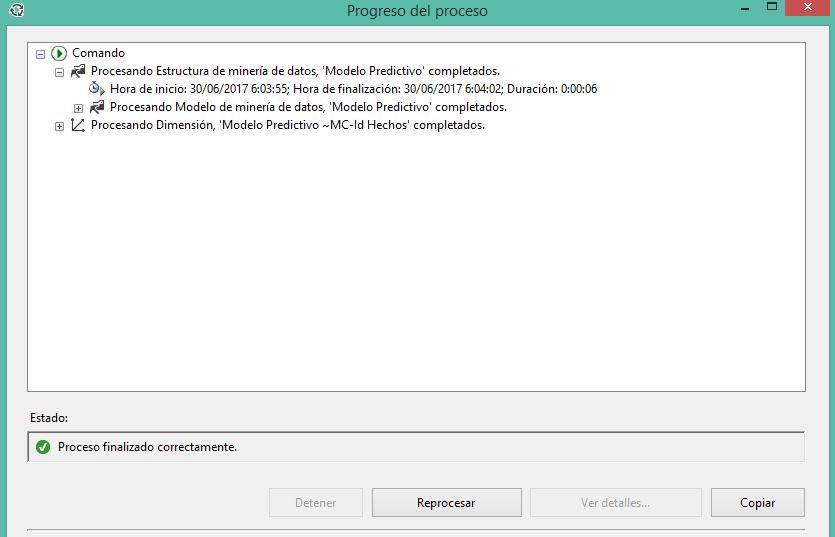 Progreso del proceso
Comando
Procesando Estructura de minería de datos, 'Modelo Predictivo' completados.
Hora de inicio: 30/06/2017 6:03:55; Hora de finalización: 30/06/2017 6:04:02; Duración: 0:00:06
Procesando Modelo de minería de datos, 'Modelo Predictivo' completados.
Procesando Dimensión, 'Modelo Predictivo ~MC-Id Hechos' completados.
Estado:
Proceso finalizado correctamente.
Detener
Reprocesar
Ver detalles...
Copiar